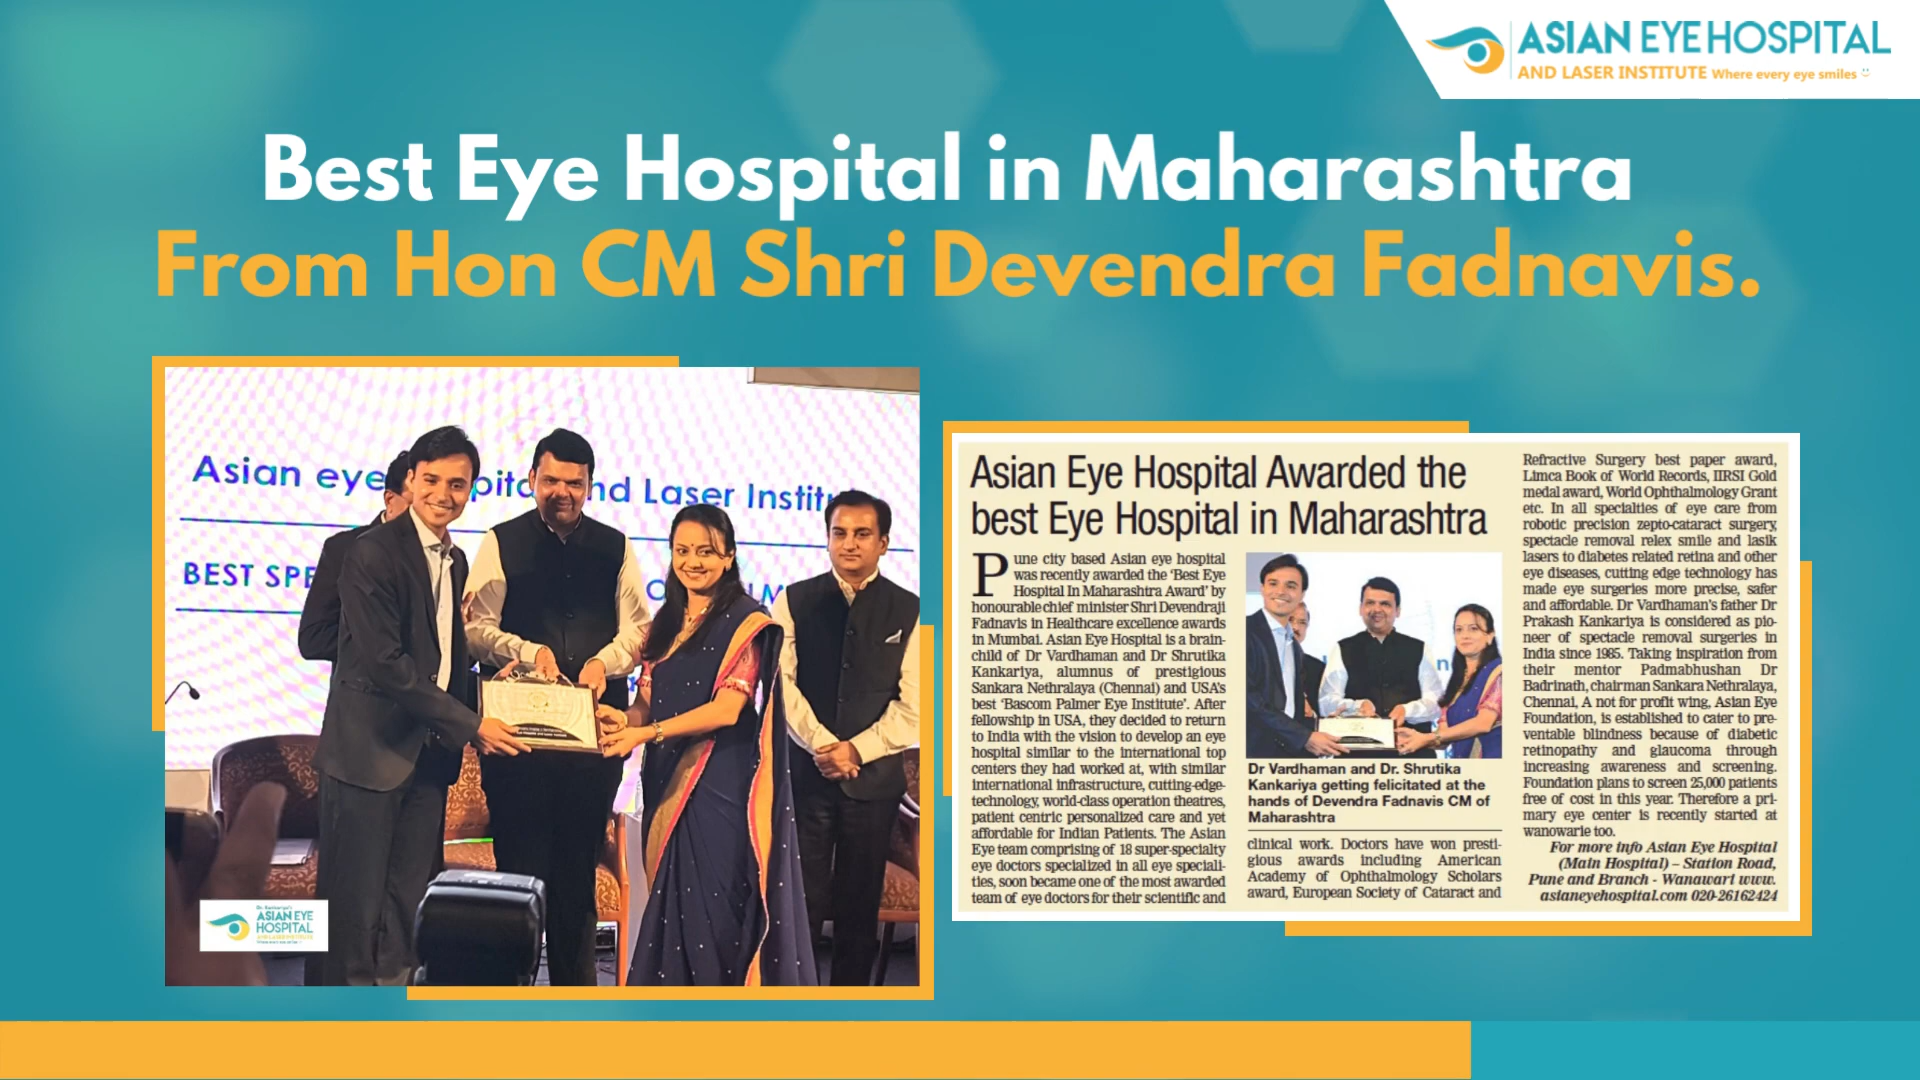 ASIAN EYE HOSPITAL
AND LASER INSTITUTE Where every eye smiles
Best Eye Hospital in Maharashtra
From Hon CM Shri Devendra Fadnavis.
Asian eye pita nd Laser Institu
BEST SPE
Dr. Kankariya's
ASIAN EYE
HOSPITAL
AND LASER INSTITUTE
Asian Eye Hospital Awarded the
best Eye Hospital in Maharashtra
Pune city based Asian eye hospital
was recently awarded the ‘Best Eye
Hospital In Maharashtra Award’ by
honourable chief minister Shri Devendraji
Fadnavis in Healthcare excellence awards
in Mumbai. Asian Eye Hospital is a brain-
child of Dr Vardhaman and Dr Shrutika
Kankariya, alumnus of prestigious
Sankara Nethralaya (Chennai) and USA’s
best ‘Bascom Palmer Eye Institute’. After
fellowship in USA, they decided to return
to India with the vision to develop an eye
hospital similar to the international top
centers they had worked at, with similar
international infrastructure, cutting-edge-
technology, world-class operation theatres,
patient centric personalized care and yet
affordable for Indian Patients. The Asian
Eye team comprising of 18 super-specialty
eye doctors specialized in all eye speciali-
ties, soon became one of the most awarded
team of eye doctors for their scientific and
Dr Vardhaman and Dr. Shrutika
Kankariya getting felicitated at the
hands of Devendra Fadnavis CM of
Maharashtra
clinical work. Doctors have won presti-
gious awards including American
Academy of Ophthalmology Scholars
award, European Society of Cataract and
Refractive Surgery best paper award,
Limca Book of World Records, IIRSI Gold
medal award, World Ophthalmology Grant
etc. In all specialties of eye care from
robotic precision zepto-cataract surgery,
spectacle removal relex smile and lasik
lasers to diabetes related retina and other
eye diseases, cutting edge technology has
made eye surgeries more precise, safer
and affordable. Dr Vardhaman’s father Dr
Prakash Kankariya is considered as pio-
neer of spectacle removal surgeries in
India since 1985. Taking inspiration from
their mentor Padmabhushan Dr
Badrinath, chairman Sankara Nethralaya,
Chennai, A not for profit wing, Asian Eye
Foundation, is established to cater to pre-
ventable blindness because of diabetic
retinopathy and glaucoma through
increasing awareness and screening.
Foundation plans to screen 25,000 patients
free of cost in this year. Therefore a pri-
mary eye center is recently started at
wanowarie too.
For more info Asian Eye Hospital
(Main Hospital) – Station Road,
Pune and Branch - Wanawari www.
asianeyehospital.com 020-26162424